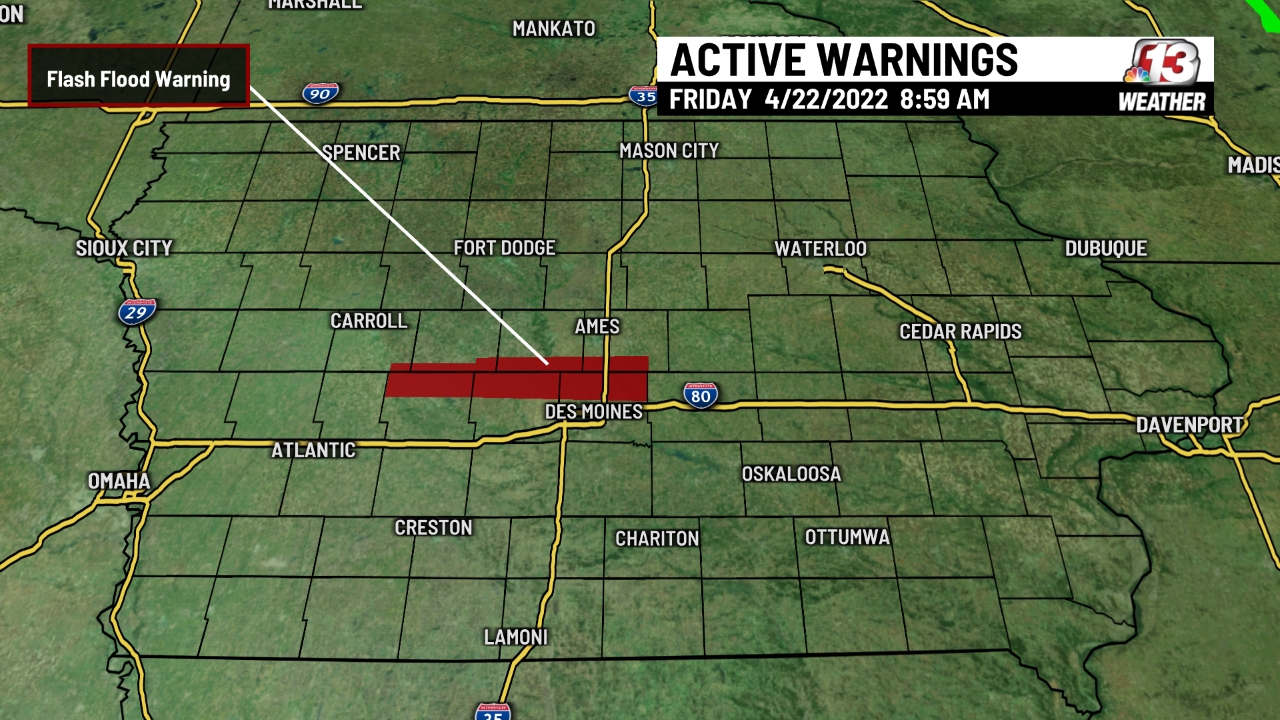 MARSHALL
ON
MANKATO
ACTIVE WARNINGS
13
Flash Flood Warning
90
35
FRIDAY 4/22/2022 8:59 AM
WEATHER
SPENCER
MASON CITY
MADIS
SIOUX CITY
FORT DODGE
WATERLOO
DUBUQUE
29
CARROLL
AMES
CEDAR RAPIDS
80
DES MOINES
DAVENPORT
ATLANTIC
OMAHA
OSKALOOSA
CRESTON
CHARITON
OTTUMWA
LAMONI
35